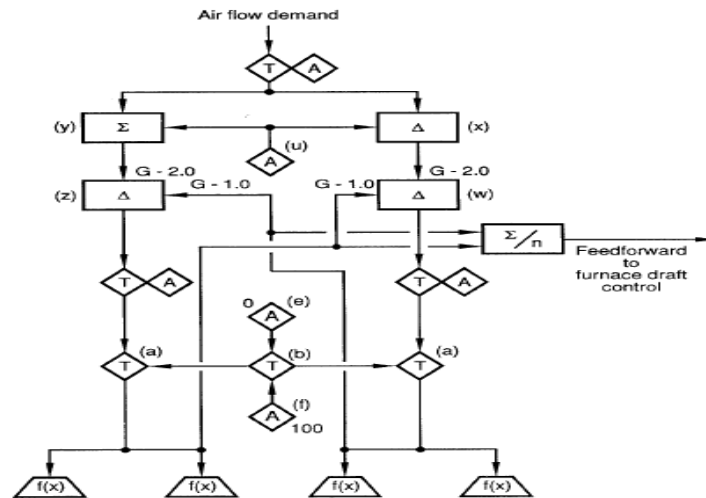 Air flow demand
T A
(y) Σ Δ (x)
(u)
A
G - 2.0 G - 2.0
(z) Δ G - 1.0 G - 1.0 Δ (w)
Σ/n
Feedforward
to
furnace draft
control
T A T A
0 A (e)
(a) (b) (a)
T T T
A (f)
100
f(x) f(x) f(x) f(x)